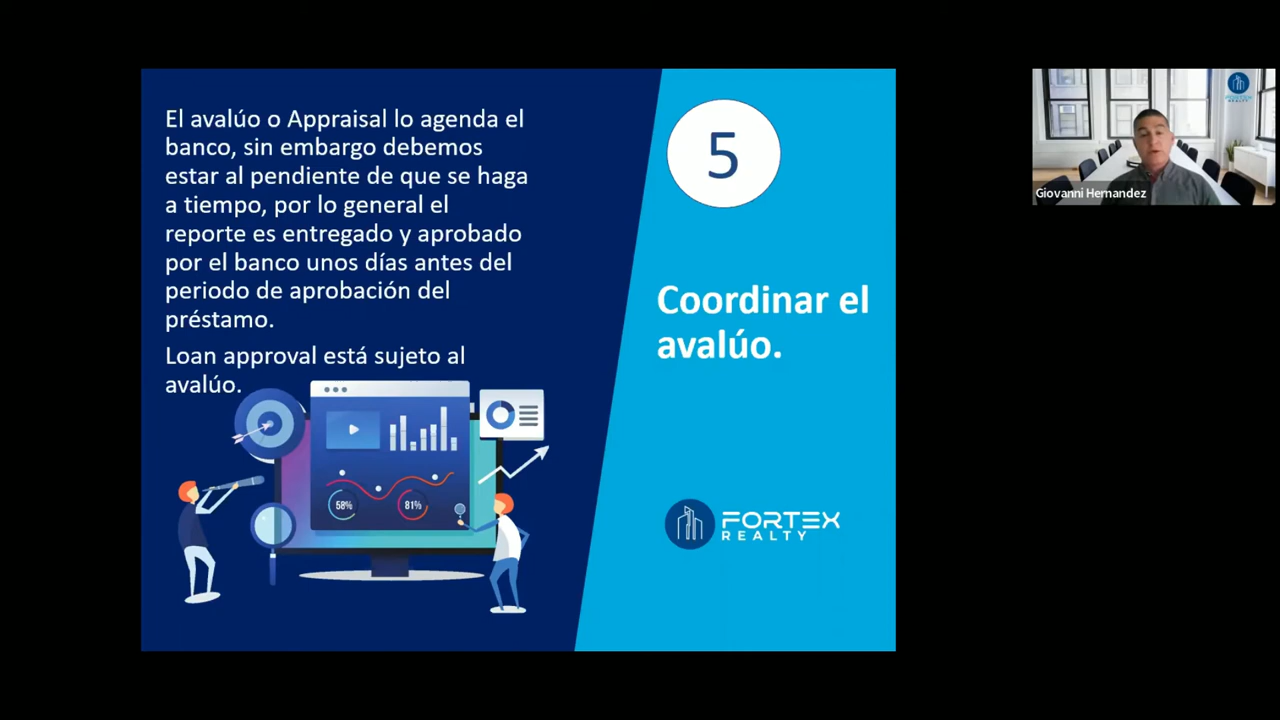 El avalúo o Appraisal lo agenda el
banco, sin embargo debemos
estar al pendiente de que se haga
a tiempo, por lo general el
reporte es entregado y aprobado
por el banco unos días antes del
periodo de aprobación del
préstamo.
Loan approval está sujeto al
avalúo.
58%
81%
5
Coordinar el
avalúo.
FORTEX
REALTY
FORTEX
REALTY
Giovanni Hernandez